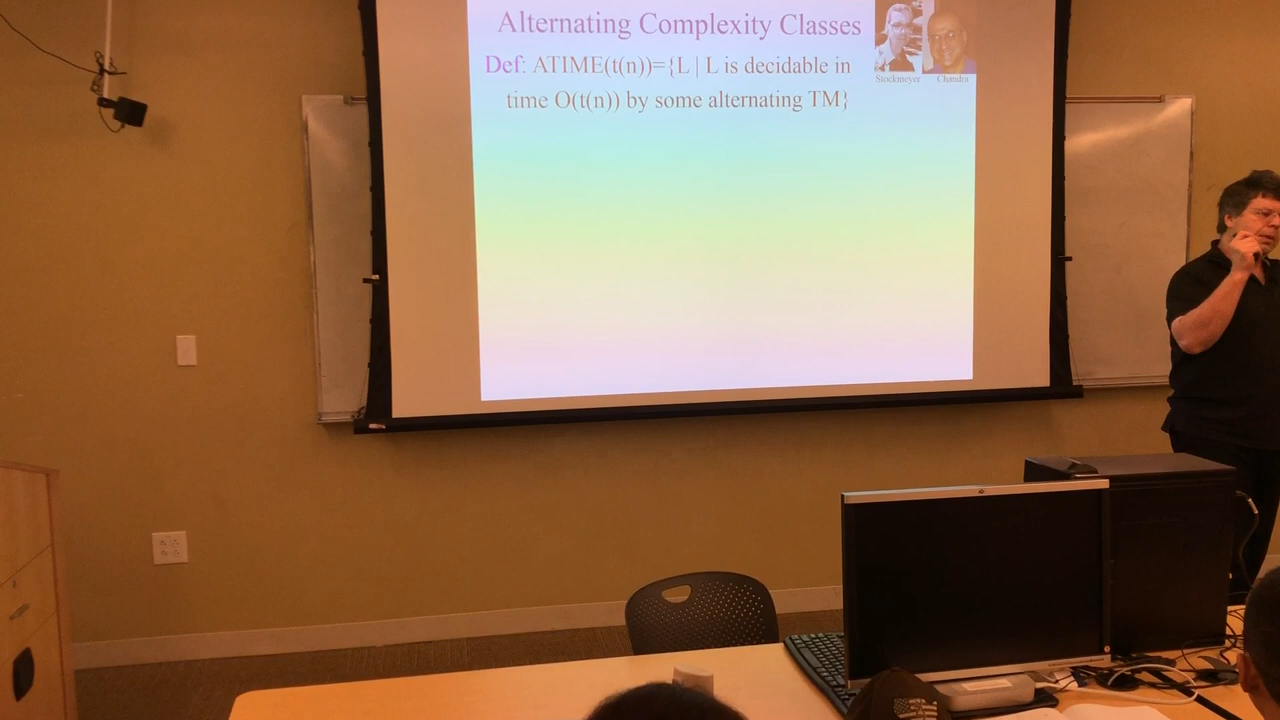 Alternating Complexity Classes
Stockmeyer Chandra
Def: ATIME(t(n))={L | L is decidable in
time O(t(n)) by some alternating TM}